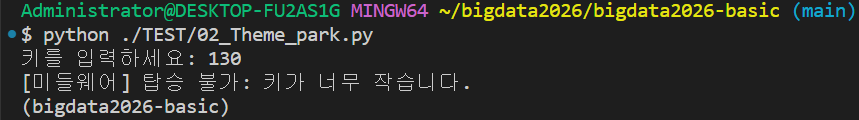 Administrator@DESKTOP-FU2AS1G MINGW64 ~/bigdata2026/bigdata2026-basic (main)
$ python ./TEST/02_Theme_park.py
키를 입력하세요: 130
[미들웨어] 탑승 불가: 키가 너무 작습니다.
(bigdata2026-basic)